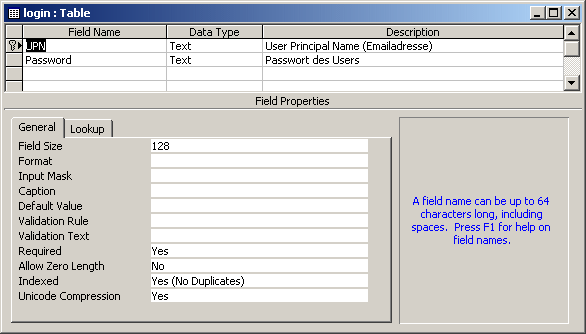 login : Table
Field Name Data Type Description
UPN Text User Principal Name (Emailadresse)
Password Text Passwort des Users
Field Properties
General Lookup
Field Size 128
Format
Input Mask
Caption
Default Value
Validation Rule
Validation Text
Required Yes
Allow Zero Length No
Indexed Yes (No Duplicates)
Unicode Compression Yes
A field name can be up to 64
characters long, including
spaces. Press F1 for help on
field names.